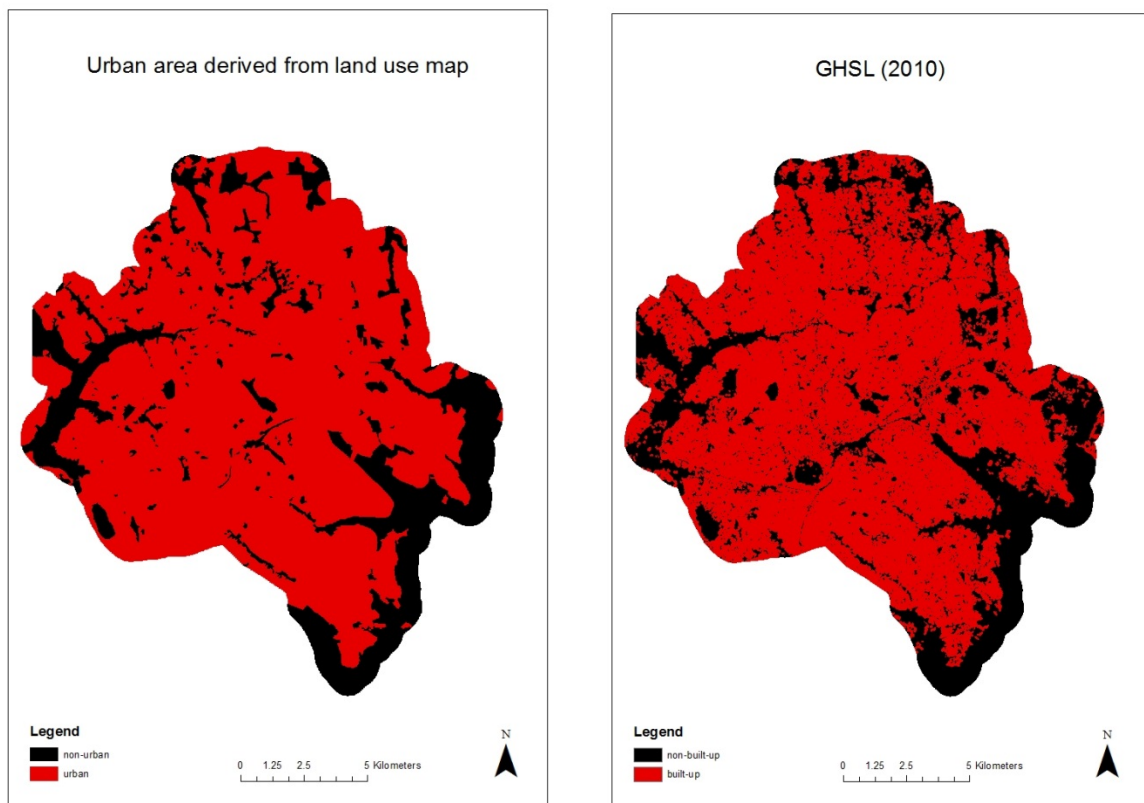 Urban area derived from land use map
Legend
non-urban
urban
0 1.25 2.5 5 Kilometers
N
GHSL (2010)
Legend
non-built-up
built-up
0 1.25 2.5 5 Kilometers
N